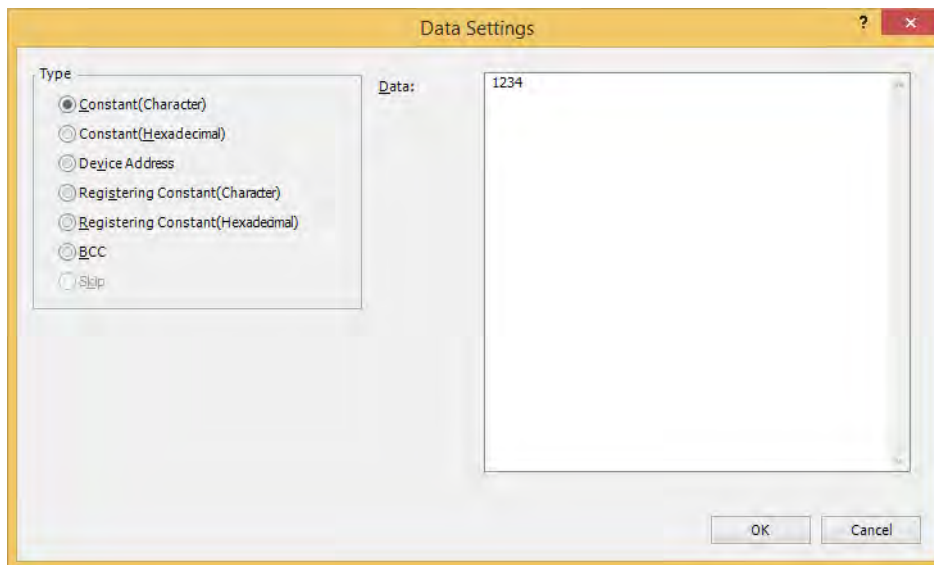 Data Settings
?
Type
Constant(Character)
Constant(Hexadecimal)
Device Address
Registering Constant(Character)
Registering Constant(Hexadecimal)
BCC
Skip
Data:
1234
OK
Cancel